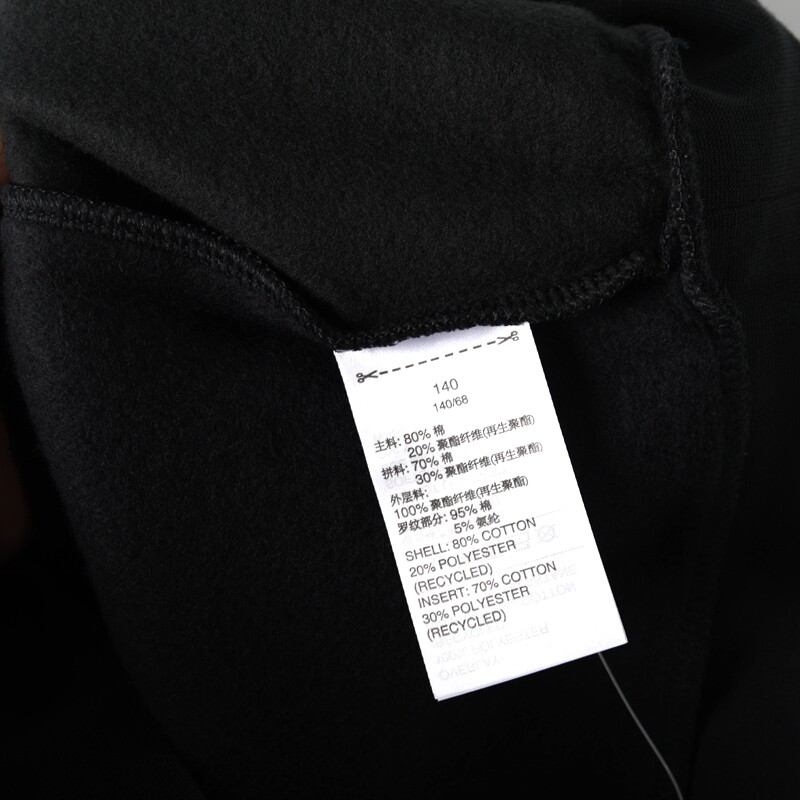 140
140/68
主料: 80% 棉
20% 聚酯纤维(再生聚酯)
拼料: 70% 棉
30% 聚酯纤维(再生聚酯)
外层料:
100% 聚酯纤维(再生聚酯)
罗纹部分: 95% 棉
5% 氨纶
SHELL: 80% COTTON
20% POLYESTER
(RECYCLED)
INSERT: 70% COTTON
30% POLYESTER
(RECYCLED)